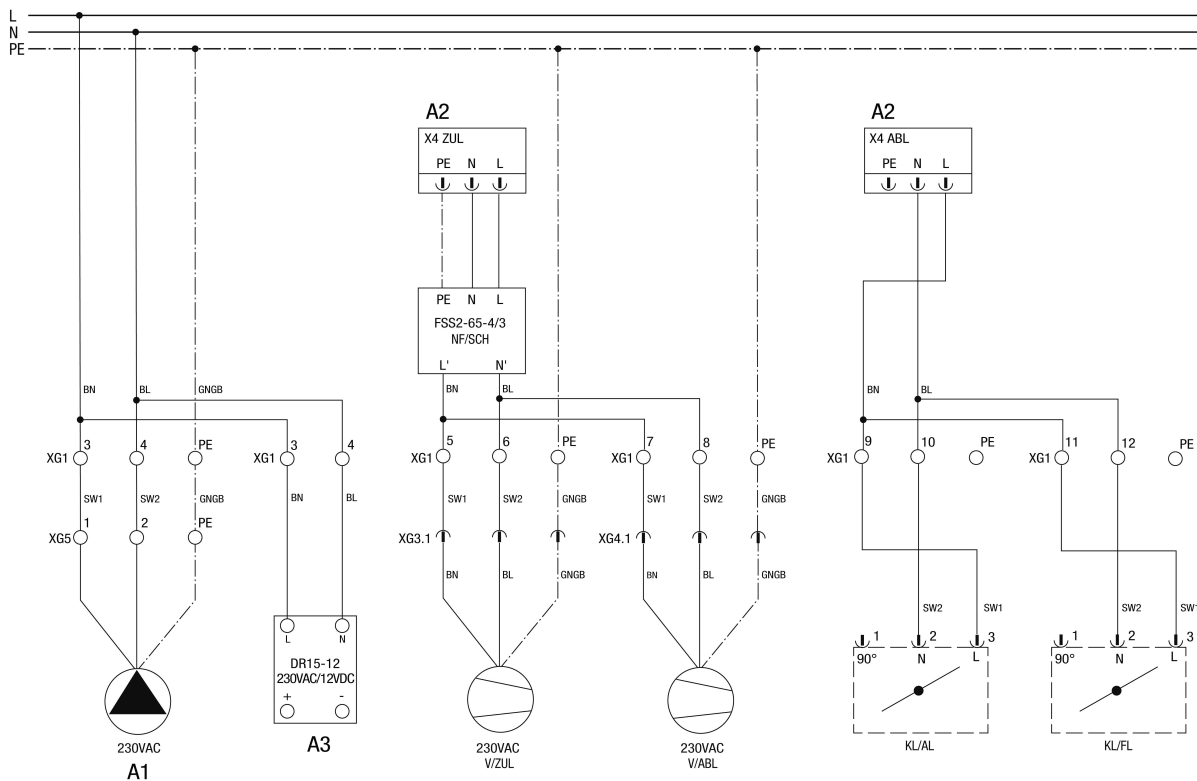 L
N
PE
A2 A2
X4 ZUL X4 ABL
PE N L PE N L
PE N L
FSS2-65-4/3
NF/SCH
L' N'
BN BL GNGB BN BL BN BL
3 4 PE 3 4 5 6 PE 7 8 PE 9 10 PE 11 12 PE
XG1 XG1 XG1 XG1 XG1 XG1
SW1 SW2 GNGB BN BL SW1 SW2 GNGB SW1 SW2 GNGB
1 2 PE
XG5 XG3.1 XG4.1
BN BL GNGB BN BL GNGB
SW2 SW1 SW2 SW1
L N 1 2 3 1 2 3
90° N L 90° N L
DR15-12
230VAC/12VDC
+ -
230VAC A3 230VAC 230VAC KL/AL KL/FL
A1 V/ZUL V/ABL